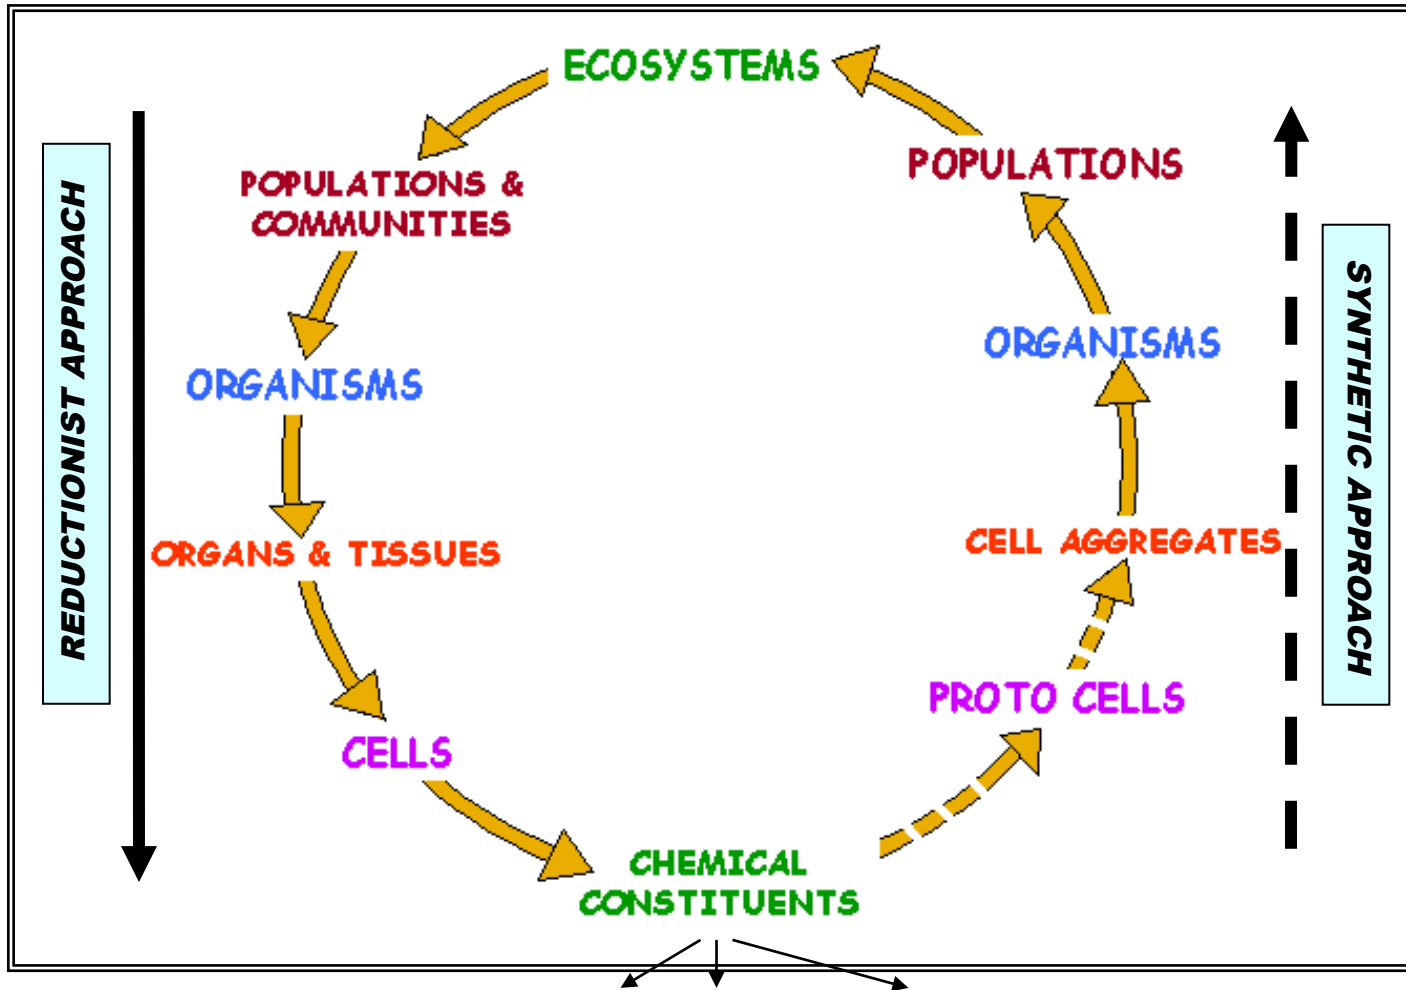 ECOSYSTEMS
POPULATIONS &
COMMUNITIES
ORGANISMS
ORGANS & TISSUES
CELLS
CHEMICAL
CONSTITUENTS
PROTO CELLS
CELL AGGREGATES
ORGANISMS
POPULATIONS
REDUCTIONIST APPROACH
SYNTHETIC APPROACH